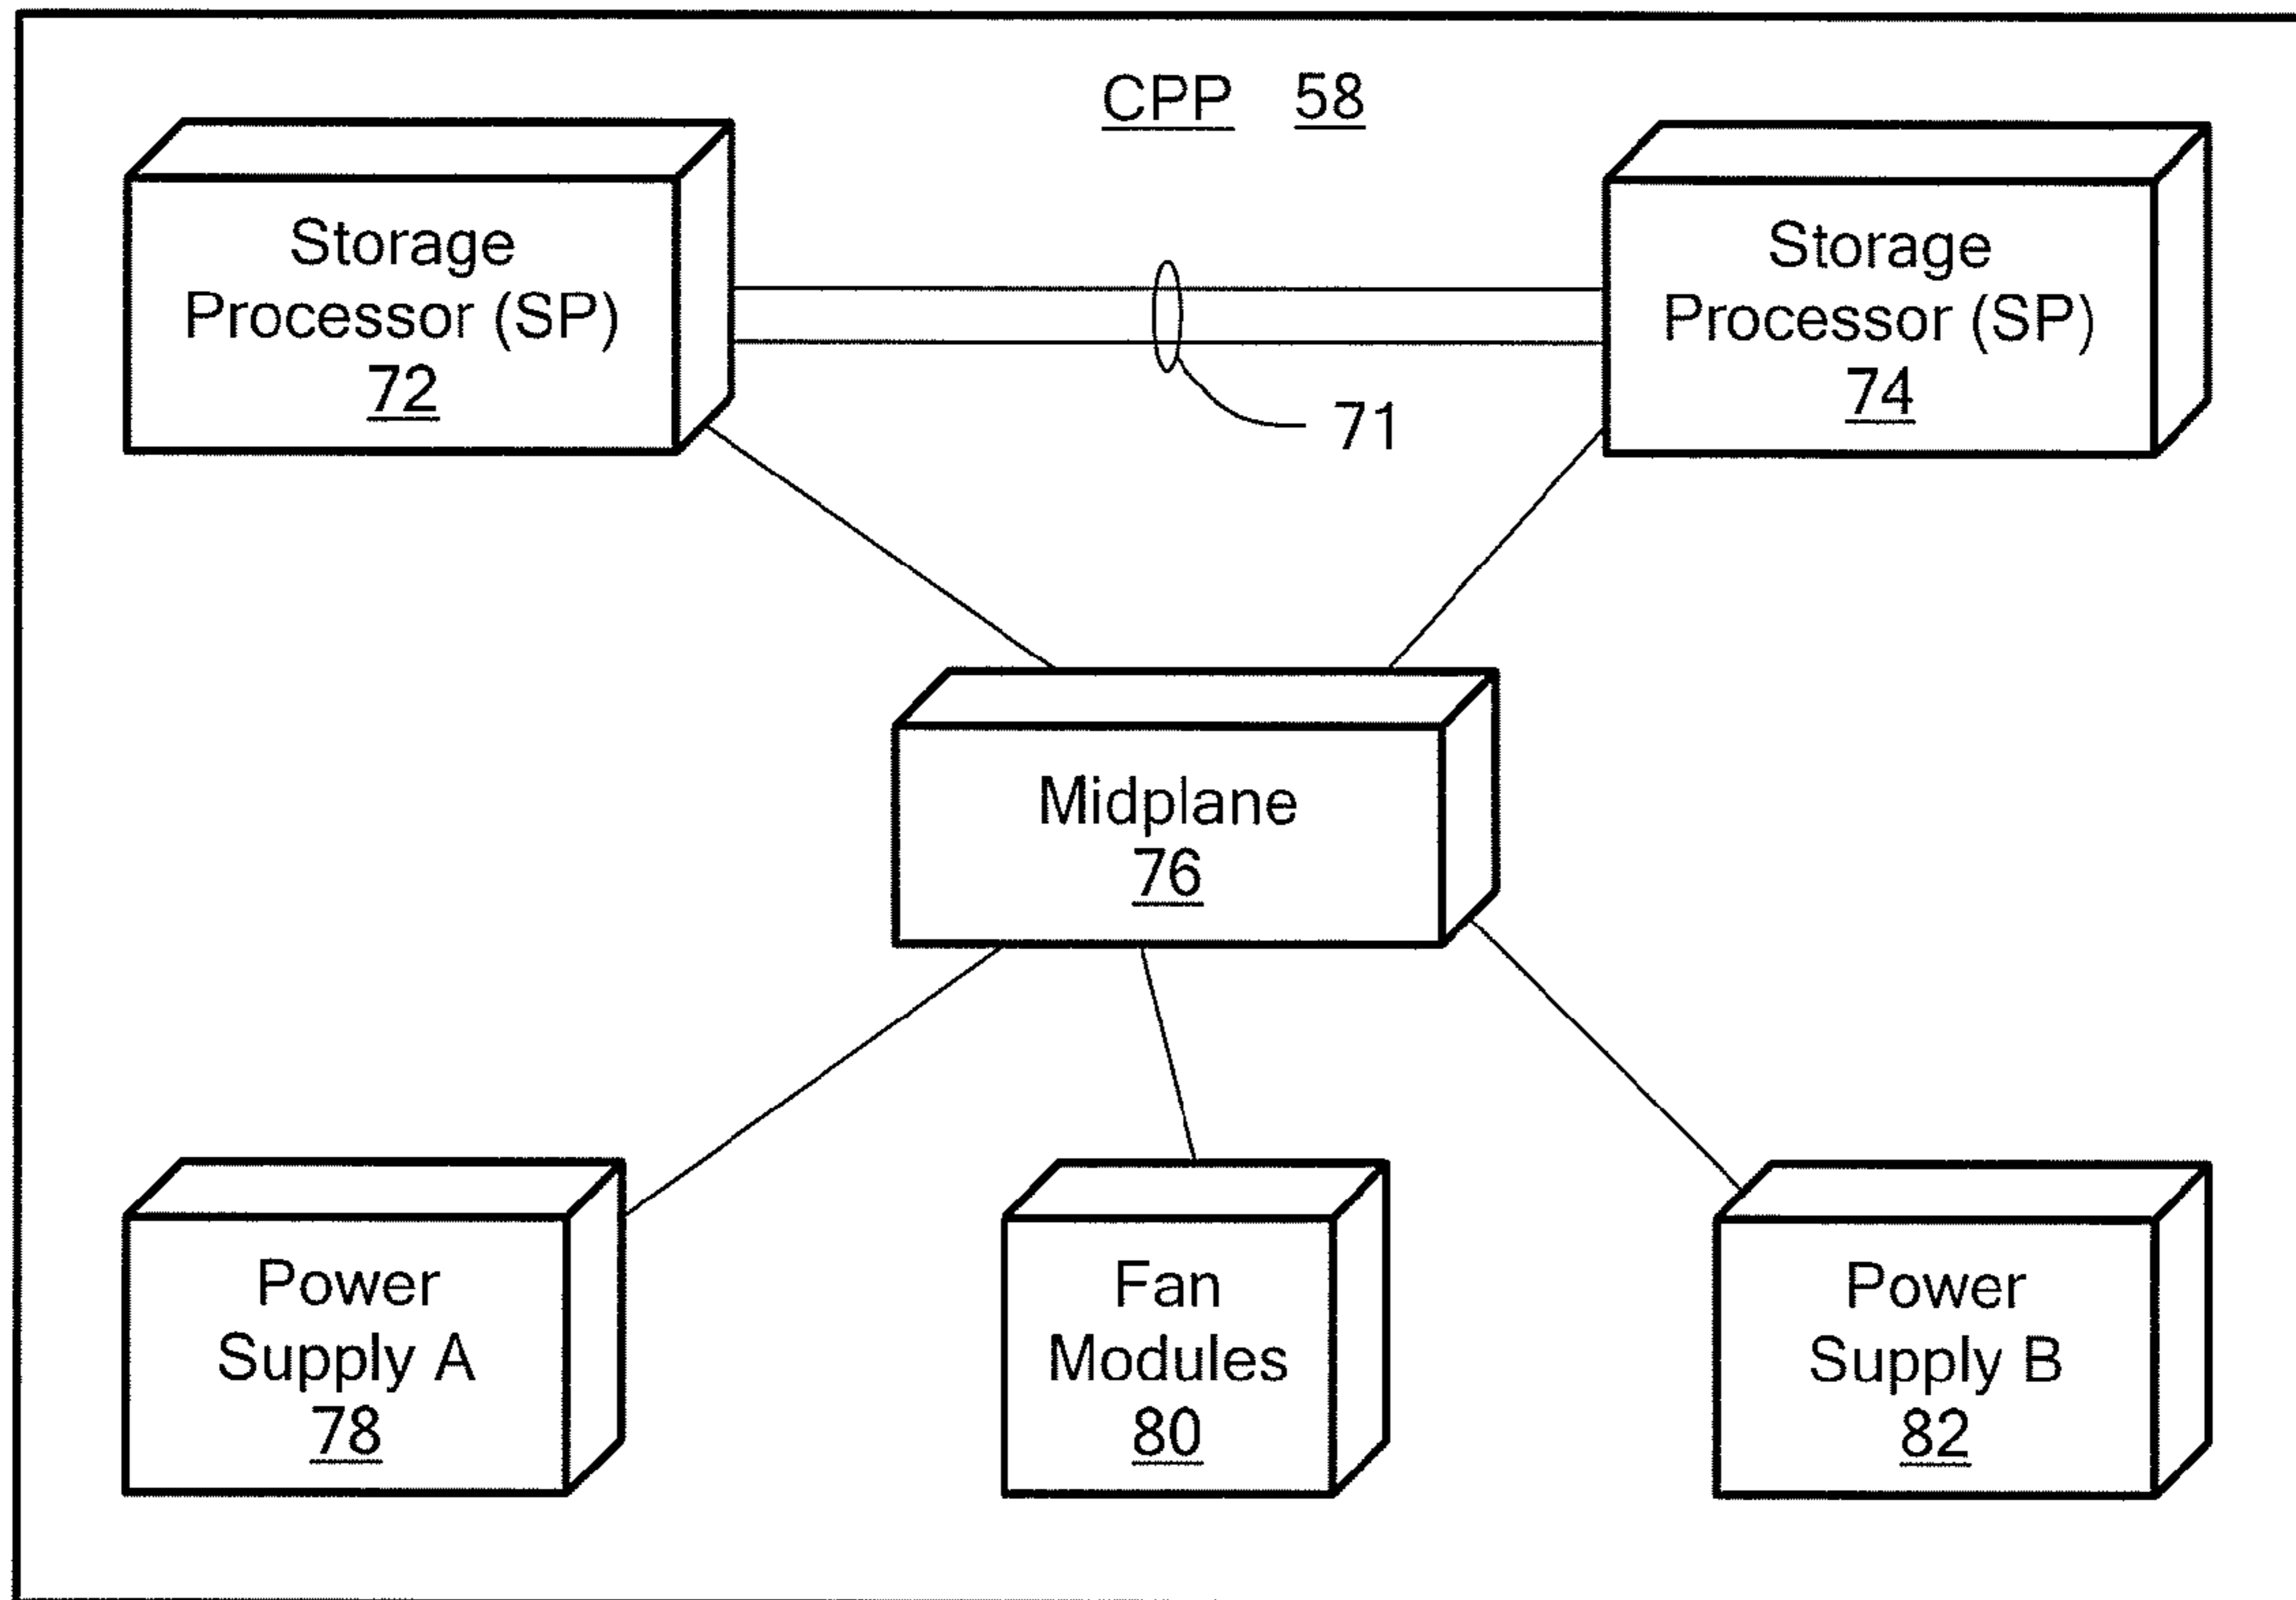 CPP 58
Storage
Processor (SP)
72
Storage
Processor (SP)
74
71
Midplane
76
Power
Supply A
78
Fan
Modules
80
Power
Supply B
82